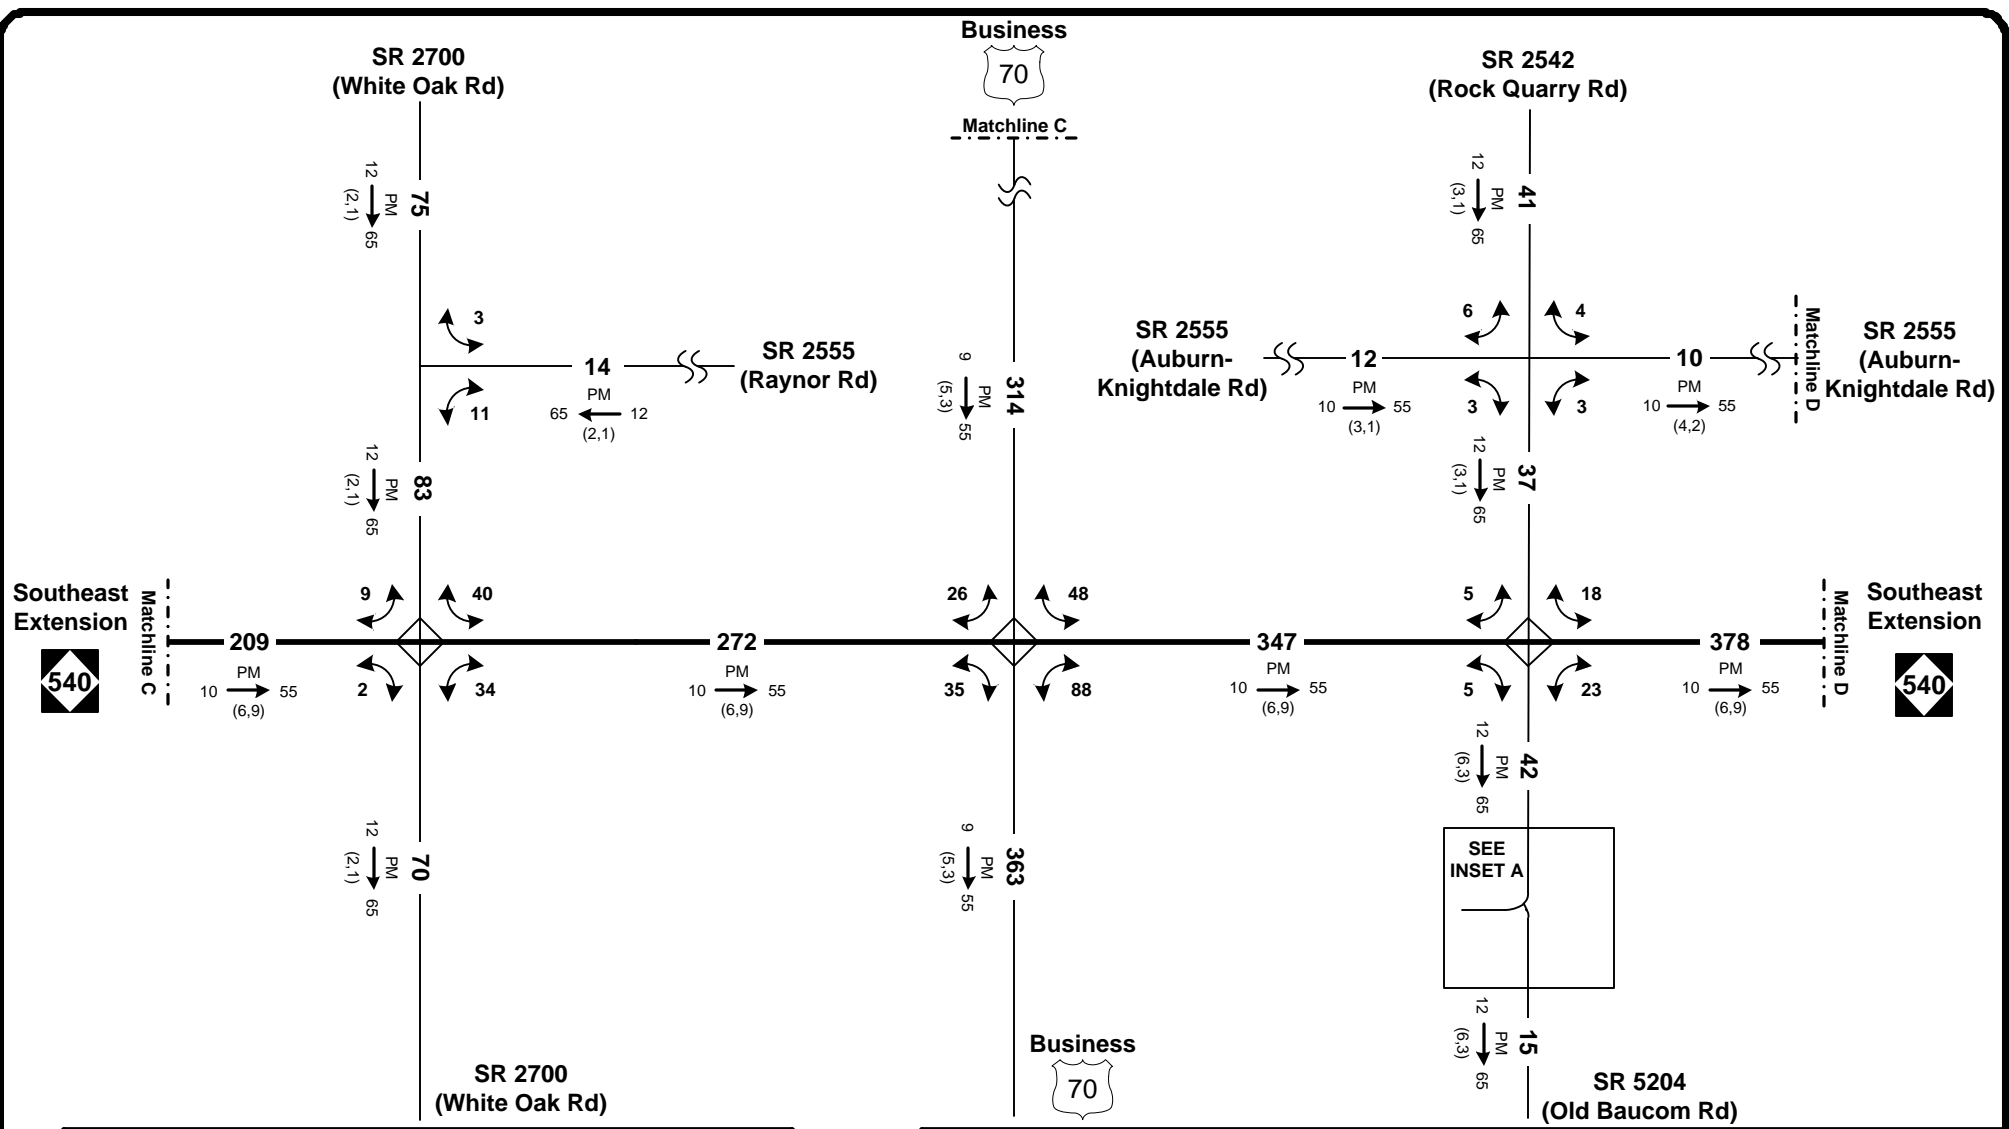 SR 2700
(White Oak Rd)
Business
70
Matchline C
SR 2542
(Rock Quarry Rd)
12
PM
(2,1)
65
75
12
PM
(3,1)
65
41
3
14
PM
65
12
(2,1)
11
SR 2555
(Raynor Rd)
9
PM
(5,3)
55
314
SR 2555
(Auburn-
Knightdale Rd)
6
4
12
PM
10
55
(3,1)
3
3
10
PM
10
55
(4,2)
Matchline D
SR 2555
(Auburn-
Knightdale Rd)
12
PM
(2,1)
65
83
12
PM
(3,1)
65
37
Southeast
Extension
540
Matchline C
209
PM
10
55
(6,9)
9
40
2
34
272
PM
10
55
(6,9)
26
48
35
88
347
PM
10
55
(6,9)
5
18
5
23
378
PM
10
55
(6,9)
Matchline D
Southeast
Extension
540
12
PM
(2,1)
65
70
9
PM
(5,3)
55
363
12
PM
(6,3)
65
42
SEE
INSET A
12
PM
(6,3)
65
15
SR 2700
(White Oak Rd)
Business
70
SR 5204
(Old Baucom Rd)